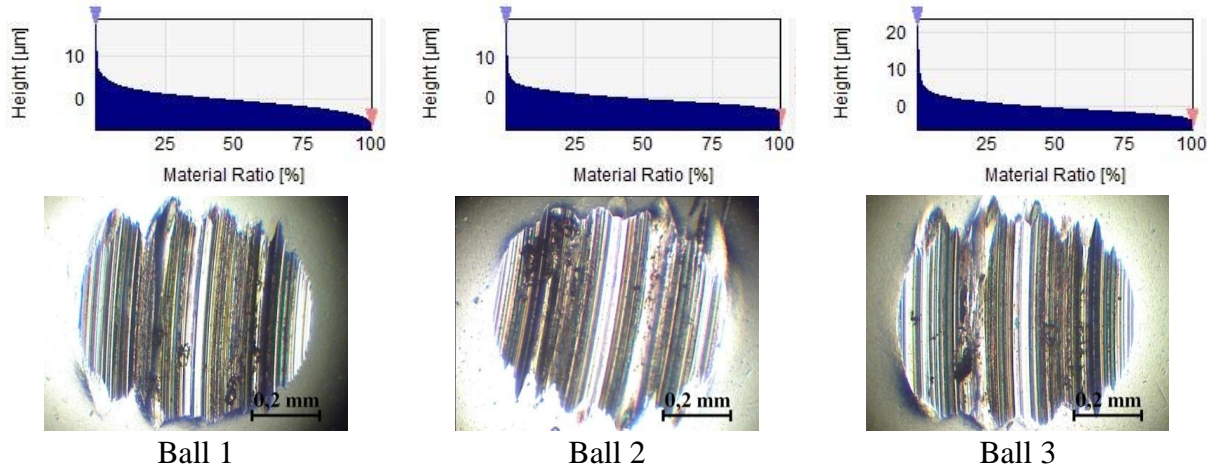 Height [µm]
10
0
25 50 75 100
Material Ratio [%]
Height [µm]
10
0
25 50 75 100
Material Ratio [%]
Height [µm]
20
10
0
25 50 75 100
Material Ratio [%]
0,2 mm
0,2 mm
0,2 mm
Ball 1
Ball 2
Ball 3